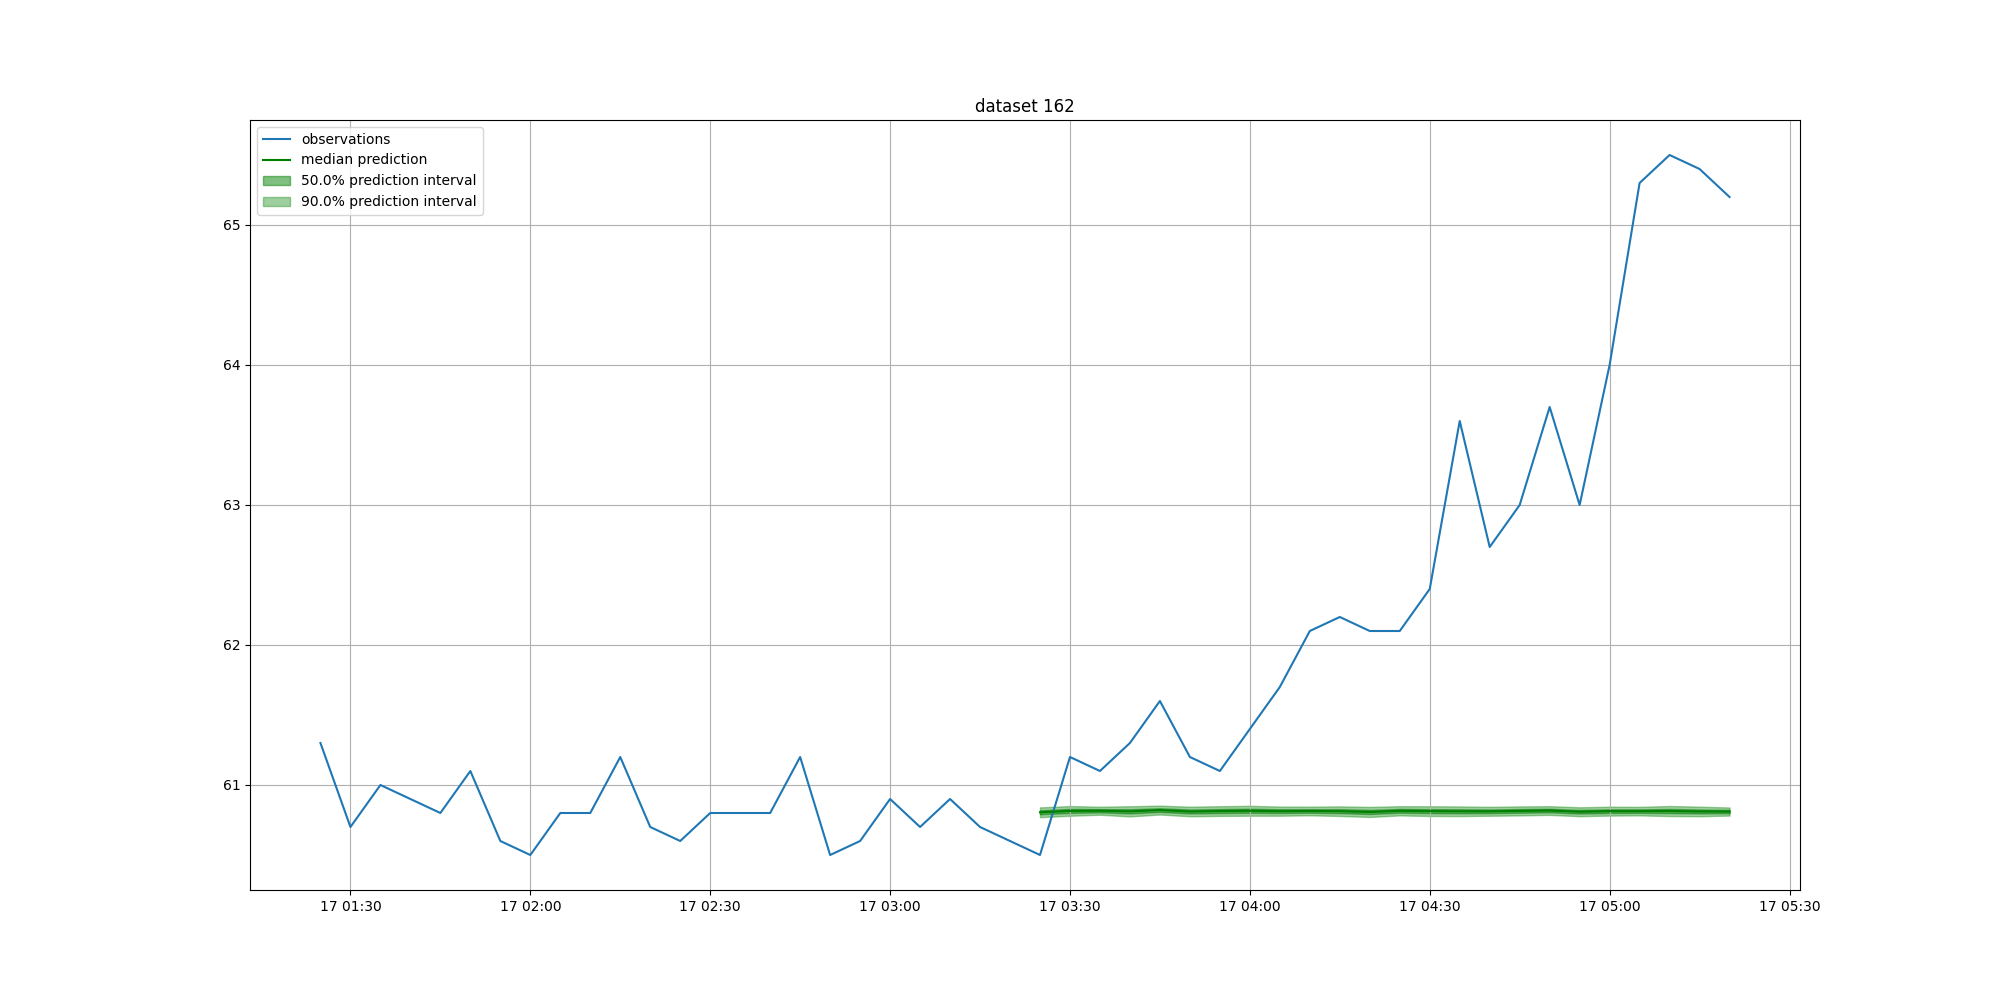 dataset 162
observations
median prediction
50.0% prediction interval
90.0% prediction interval
65
64
63
62
61
17 01:30
17 02:00
17 02:30
17 03:00
17 03:30
17 04:00
17 04:30
17 05:00
17 05:30